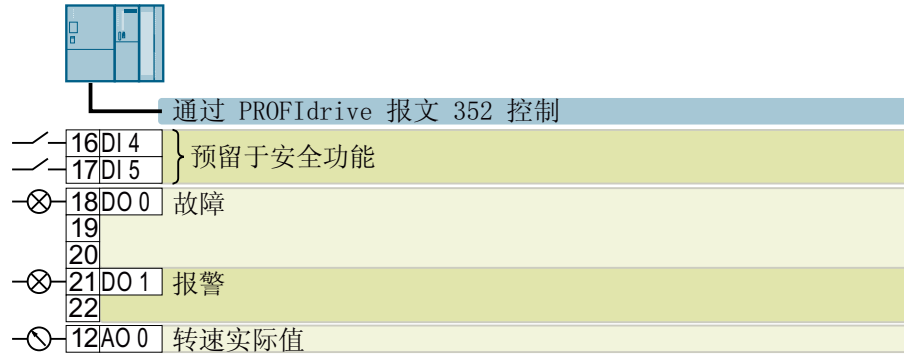 通过 PROFIdrive 报文 352 控制
16 DI 4
17 DI 5
预留于安全功能
18 DO 0 故障
19
20
21 DO 1 报警
22
12 AO 0 转速实际值